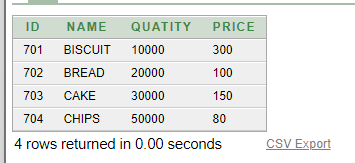 ID NAME QUATITY PRICE
701 BISCUIT 10000 300
702 BREAD 20000 100
703 CAKE 30000 150
704 CHIPS 50000 80
4 rows returned in 0.00 seconds CSV Export